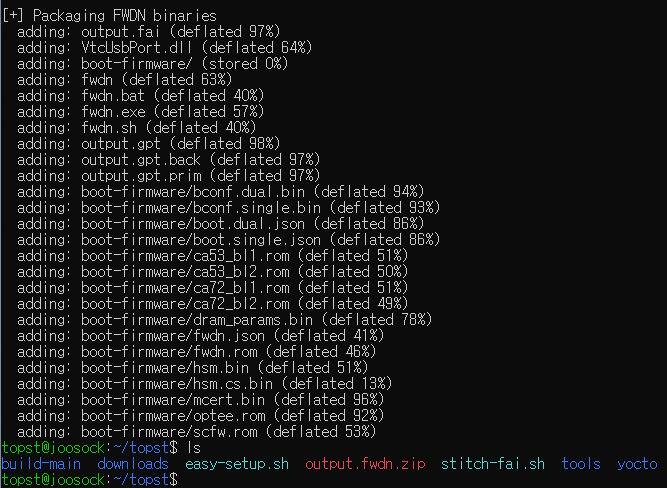 [+] Packaging FWDN binaries
adding: output.fai (deflated 97%)
adding: VtcUsbPort.dll (deflated 64%)
adding: boot-firmware/ (stored 0%)
adding: fwdn (deflated 63%)
adding: fwdn.bat (deflated 40%)
adding: fwdn.exe (deflated 57%)
adding: fwdn.sh (deflated 40%)
adding: output.gpt (deflated 98%)
adding: output.gpt.back (deflated 97%)
adding: output.gpt.prim (deflated 97%)
adding: boot-firmware/bconf.dual.bin (deflated 94%)
adding: boot-firmware/bconf.single.bin (deflated 93%)
adding: boot-firmware/boot.dual.json (deflated 86%)
adding: boot-firmware/boot.single.json (deflated 86%)
adding: boot-firmware/ca53_bl1.rom (deflated 51%)
adding: boot-firmware/ca53_bl2.rom (deflated 50%)
adding: boot-firmware/ca72_bl1.rom (deflated 51%)
adding: boot-firmware/ca72_bl2.rom (deflated 49%)
adding: boot-firmware/dram_params.bin (deflated 78%)
adding: boot-firmware/fwdn.json (deflated 41%)
adding: boot-firmware/fwdn.rom (deflated 46%)
adding: boot-firmware/hsm.bin (deflated 51%)
adding: boot-firmware/hsm.cs.bin (deflated 13%)
adding: boot-firmware/mcert.bin (deflated 96%)
adding: boot-firmware/optee.rom (deflated 92%)
adding: boot-firmware/scfw.rom (deflated 53%)
topst@joosock:~/topst$ ls
build-main downloads easy-setup.sh output.fwdn.zip stitch-fai.sh tools yocto
topst@joosock:~/topst$